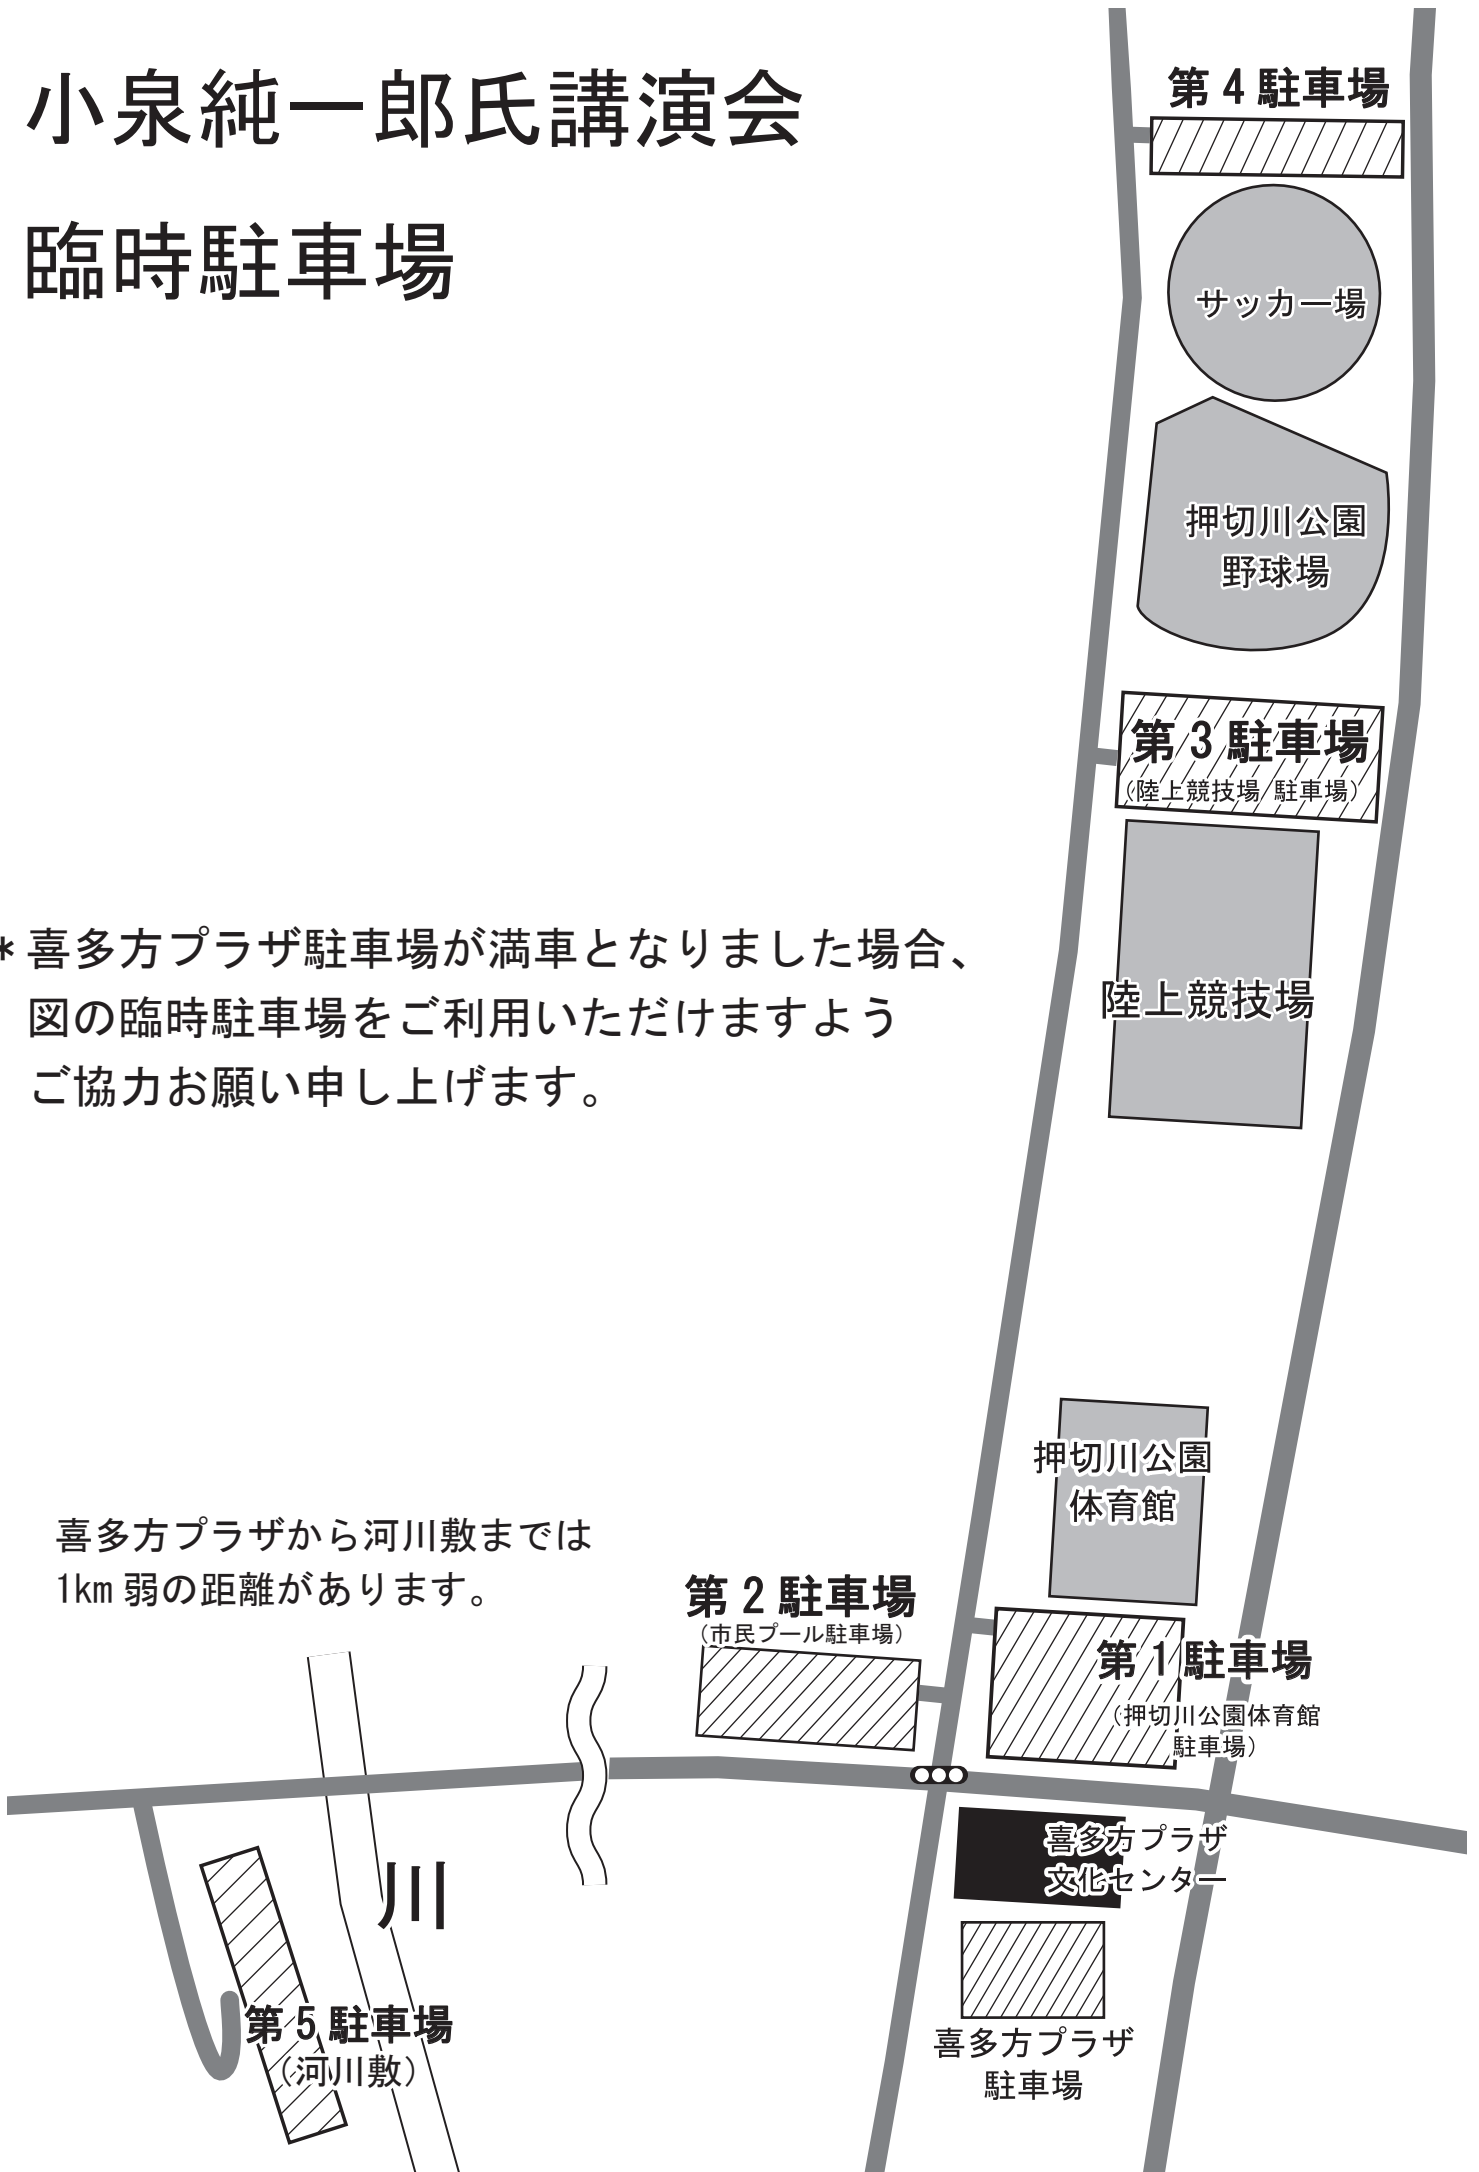 小泉純一郎氏講演会
臨時駐車場
第4駐車場
サッカー場
押切川公園
野球場
第3駐車場
(陸上競技場 駐車場)
陸上競技場
*喜多方プラザ駐車場が満車となりました場合、
図の臨時駐車場をご利用いただけますよう
ご協力お願い申し上げます。
押切川公園
体育館
喜多方プラザから河川敷までは
1km弱の距離があります。
第2駐車場
(市民プール駐車場)
第1駐車場
(押切川公園体育館
駐車場)
喜多方プラザ
文化センター
川
第5駐車場
(河川敷)
喜多方プラザ
駐車場